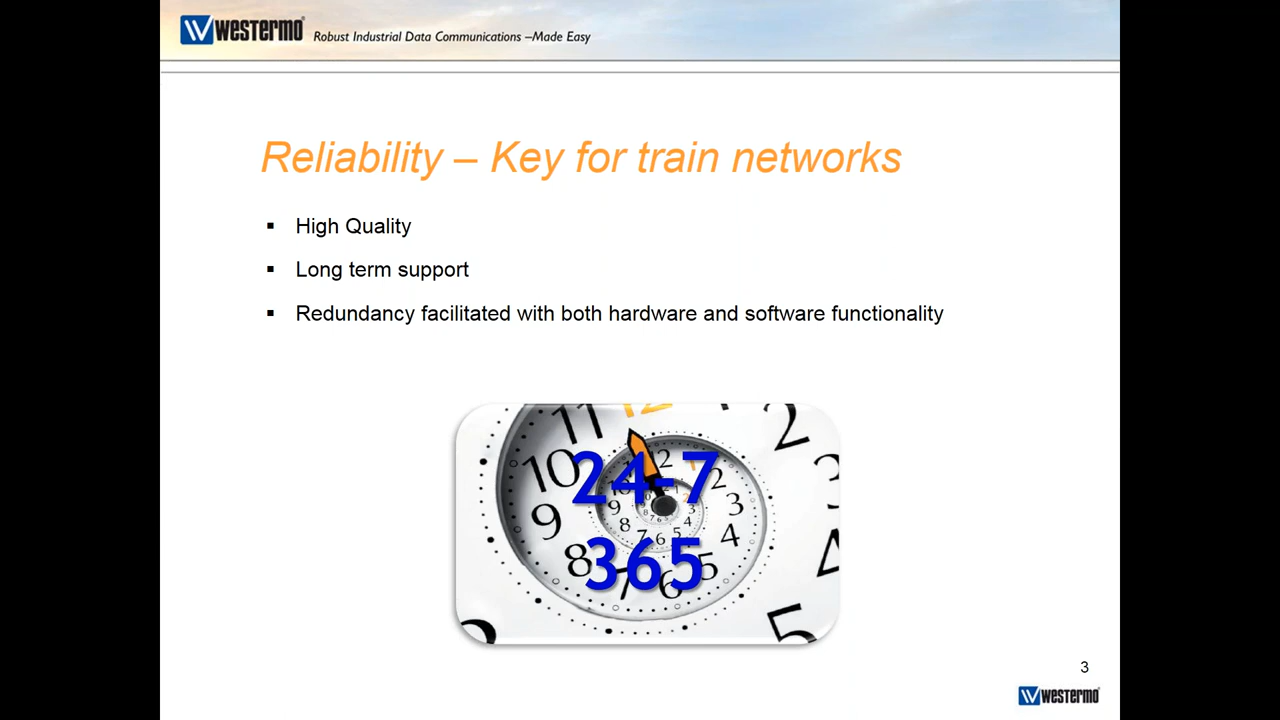 westermo Robust Industrial Data Communications –Made Easy
Reliability – Key for train networks
▪ High Quality
▪ Long term support
▪ Redundancy facilitated with both hardware and software functionality
24-7
365
3
westermo